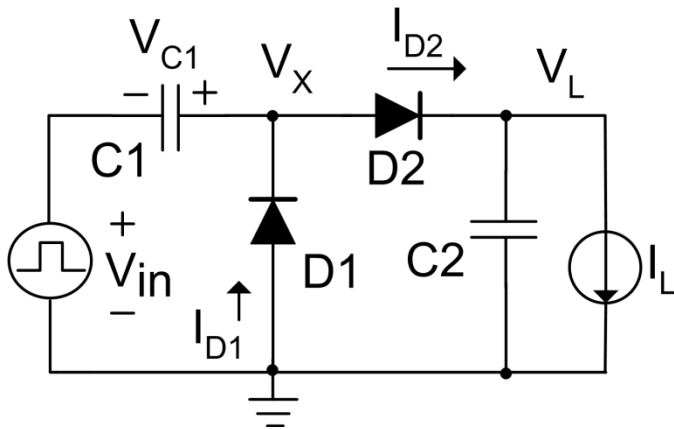 V_C1
− +
C1
V_X
I_D2
D2
V_L
+
V_in
−
I_D1
D1
C2
I_L